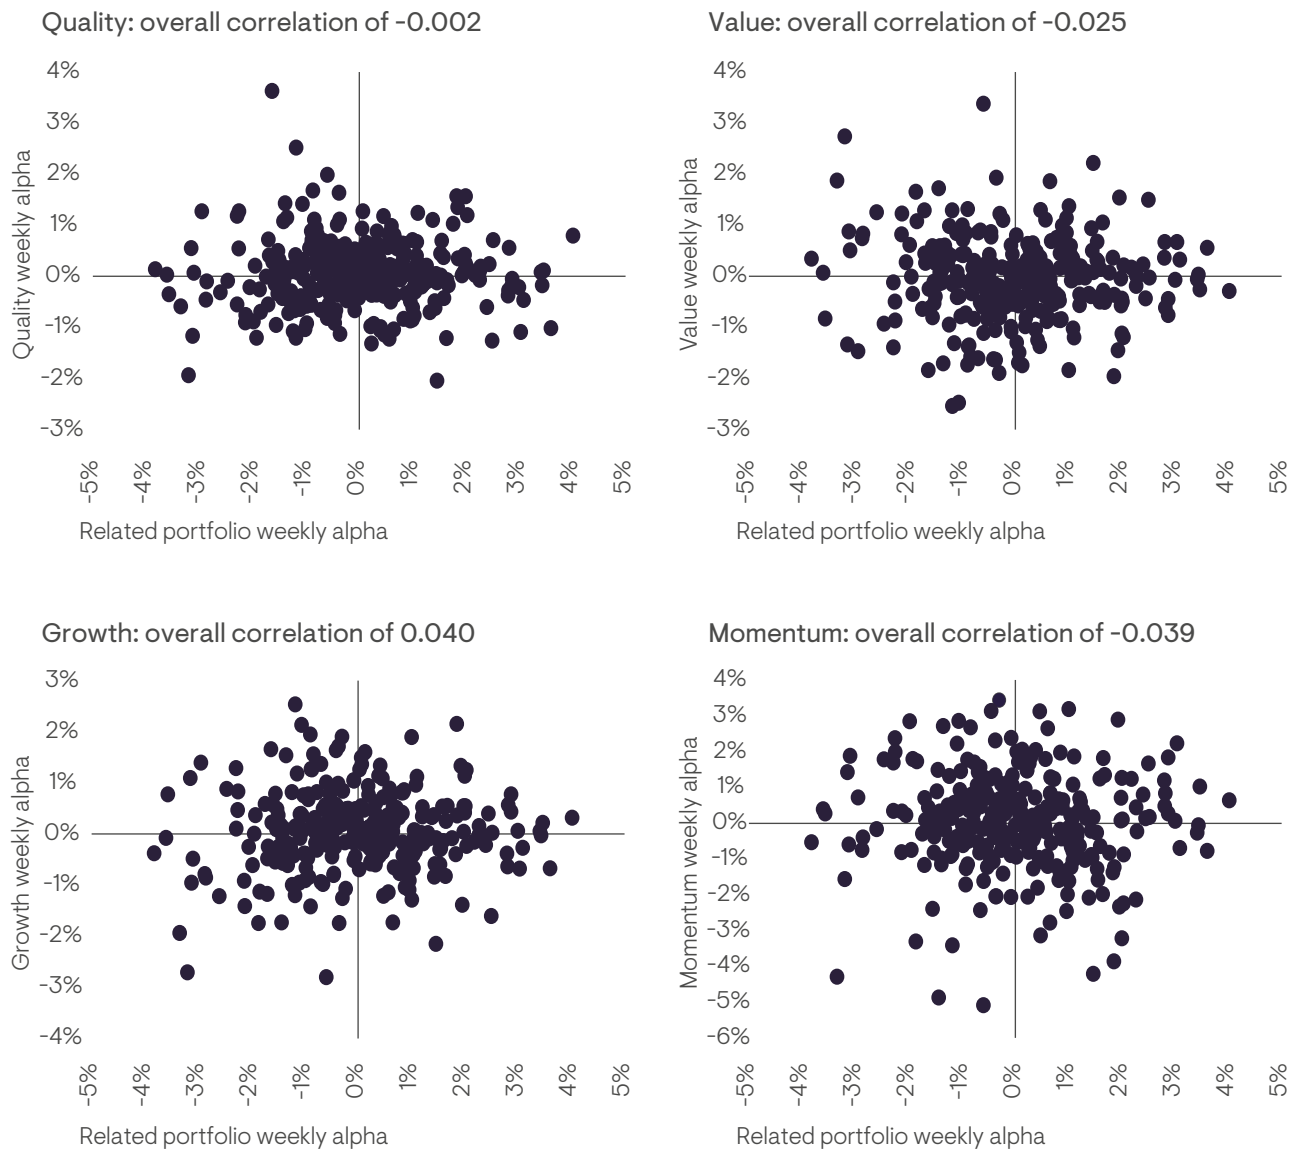 Quality: overall correlation of -0.002
4%
3%
2%
1%
0%
-1%
-2%
-3%
Quality weekly alpha
-5% -4% -3% -2% -1% 0% 1% 2% 3% 4% 5%
Related portfolio weekly alpha
Value: overall correlation of -0.025
4%
3%
2%
1%
0%
-1%
-2%
-3%
Value weekly alpha
-5% -4% -3% -2% -1% 0% 1% 2% 3% 4% 5%
Related portfolio weekly alpha
Growth: overall correlation of 0.040
3%
2%
1%
0%
-1%
-2%
-3%
-4%
Growth weekly alpha
-5% -4% -3% -2% -1% 0% 1% 2% 3% 4% 5%
Related portfolio weekly alpha
Momentum: overall correlation of -0.039
4%
3%
2%
1%
0%
-1%
-2%
-3%
-4%
-5%
-6%
Momentum weekly alpha
-5% -4% -3% -2% -1% 0% 1% 2% 3% 4% 5%
Related portfolio weekly alpha